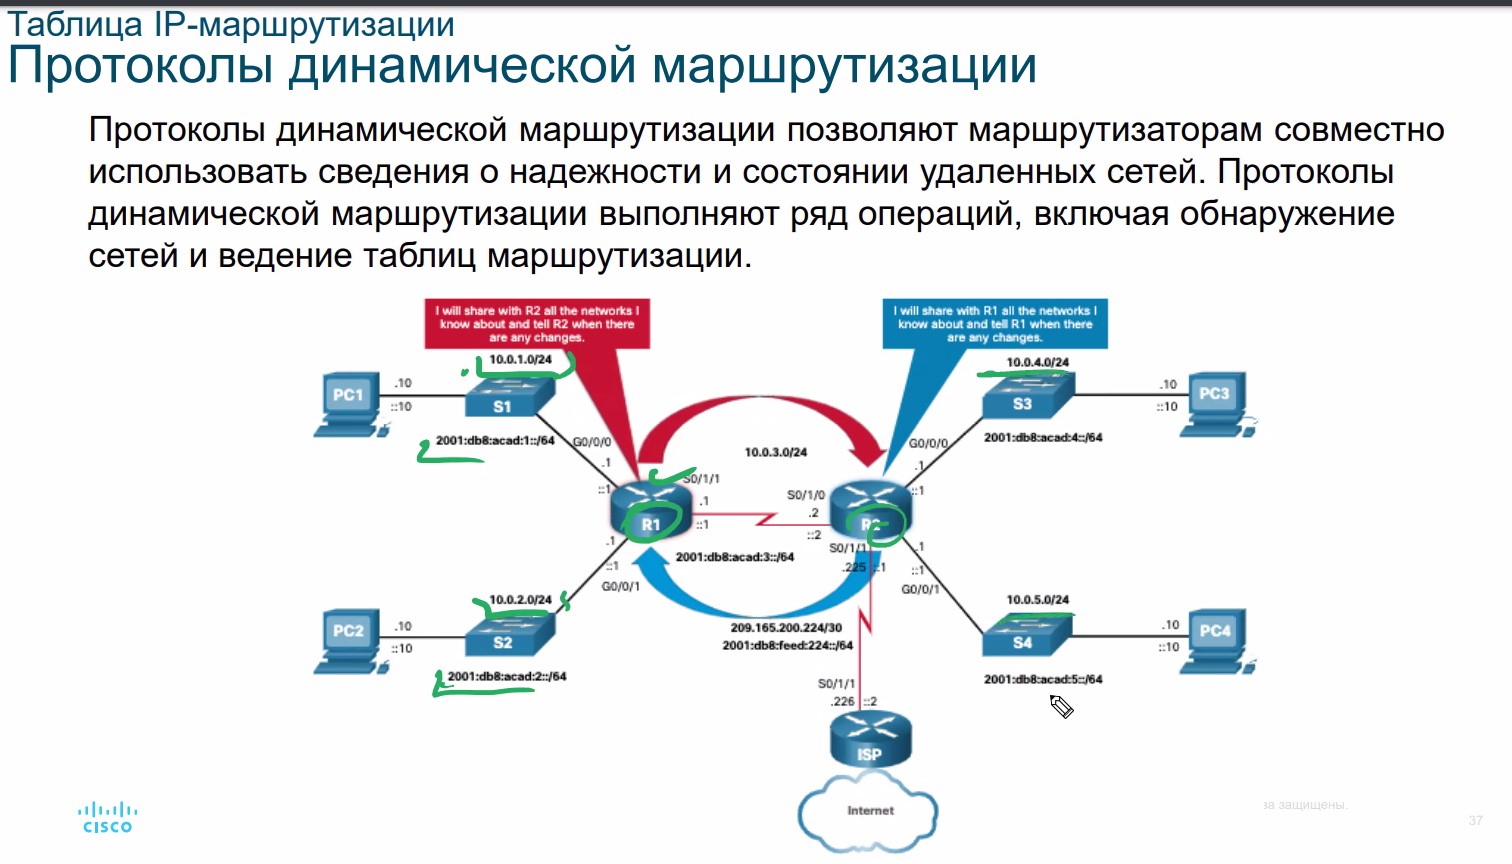 Таблица IP-маршрутизации
Протоколы динамической маршрутизации
Протоколы динамической маршрутизации позволяют маршрутизаторам совместно
использовать сведения о надежности и состоянии удаленных сетей. Протоколы
динамической маршрутизации выполняют ряд операций, включая обнаружение
сетей и ведение таблиц маршрутизации.
I will share with R2 all the networks I
know about and tell R2 when there
are any changes.
I will share with R1 all the networks I
know about and tell R1 when there
are any changes.
10.0.1.0/24
10.0.4.0/24
PC1
.10
::10
S1
S3
.10
::10
PC3
2001:db8:acad:1::/64
G0/0/0
.1
::1
10.0.3.0/24
G0/0/0
.1
::1
2001:db8:acad:4::/64
R1
S0/1/1
.1
::1
S0/1/0
.2
::2
R2
2001:db8:acad:3::/64
S0/1/1
.225
::1
.1
::1
G0/0/1
.1
::1
G0/0/1
10.0.2.0/24
10.0.5.0/24
PC2
.10
::10
S2
209.165.200.224/30
2001:db8:feed:224::/64
S4
.10
::10
PC4
2001:db8:acad:2::/64
2001:db8:acad:5::/64
S0/1/1
.226
::2
ISP
Internet
CISCO
за защищены.
37